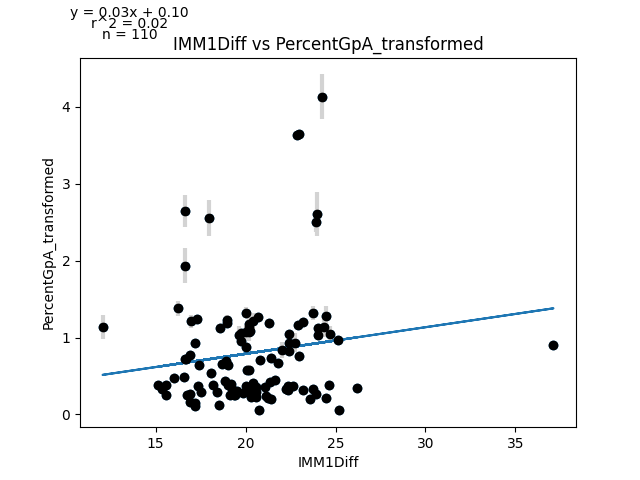 y = 0.03x + 0.10
r^2 = 0.02
n = 110
IMM1Diff vs PercentGpA_transformed
PercentGpA_transformed
4
3
2
1
0
15 20 25 30 35
IMM1Diff